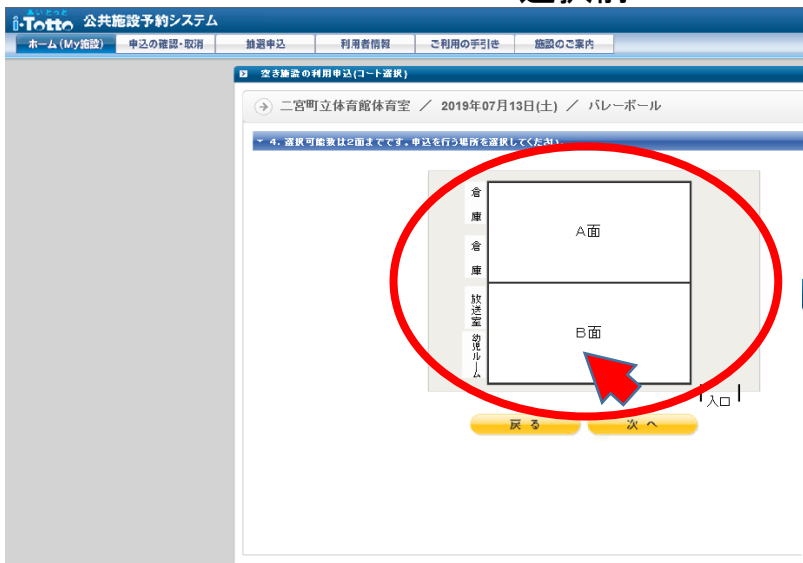 あいとっと
i-Totto 公共施設予約システム
ホーム(My施設) 申込の確認・取消 抽選申込 利用者情報 ご利用の手引き 施設のご案内
空き施設の利用申込(コート選択)
二宮町立体育館体育室 / 2019年07月13日(土) / バレーボール
4. 選択可能数は2面までです。申込を行う場所を選択してください。
倉庫
A面
倉庫
放送室
B面
幼児ルーム
入口
戻る 次へ